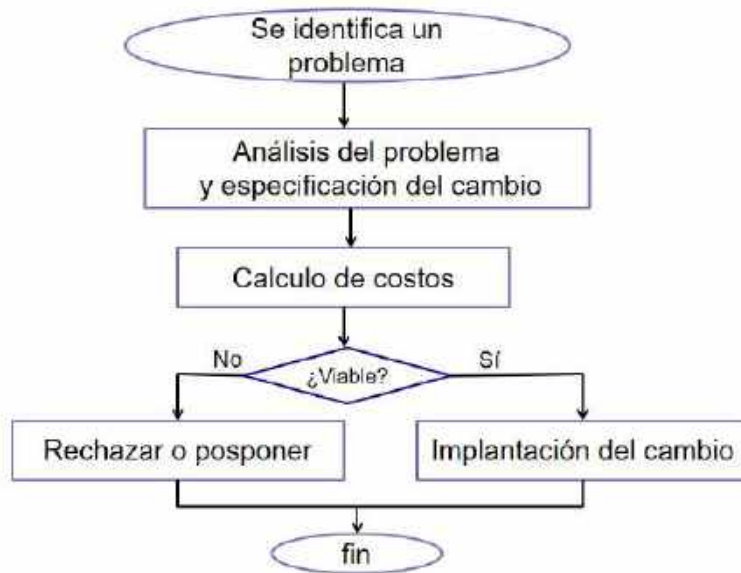 Se identifica un
problema
Análisis del problema
y especificación del cambio
Calculo de costos
No
¿Viable?
Sí
Rechazar o posponer
Implantación del cambio
fin